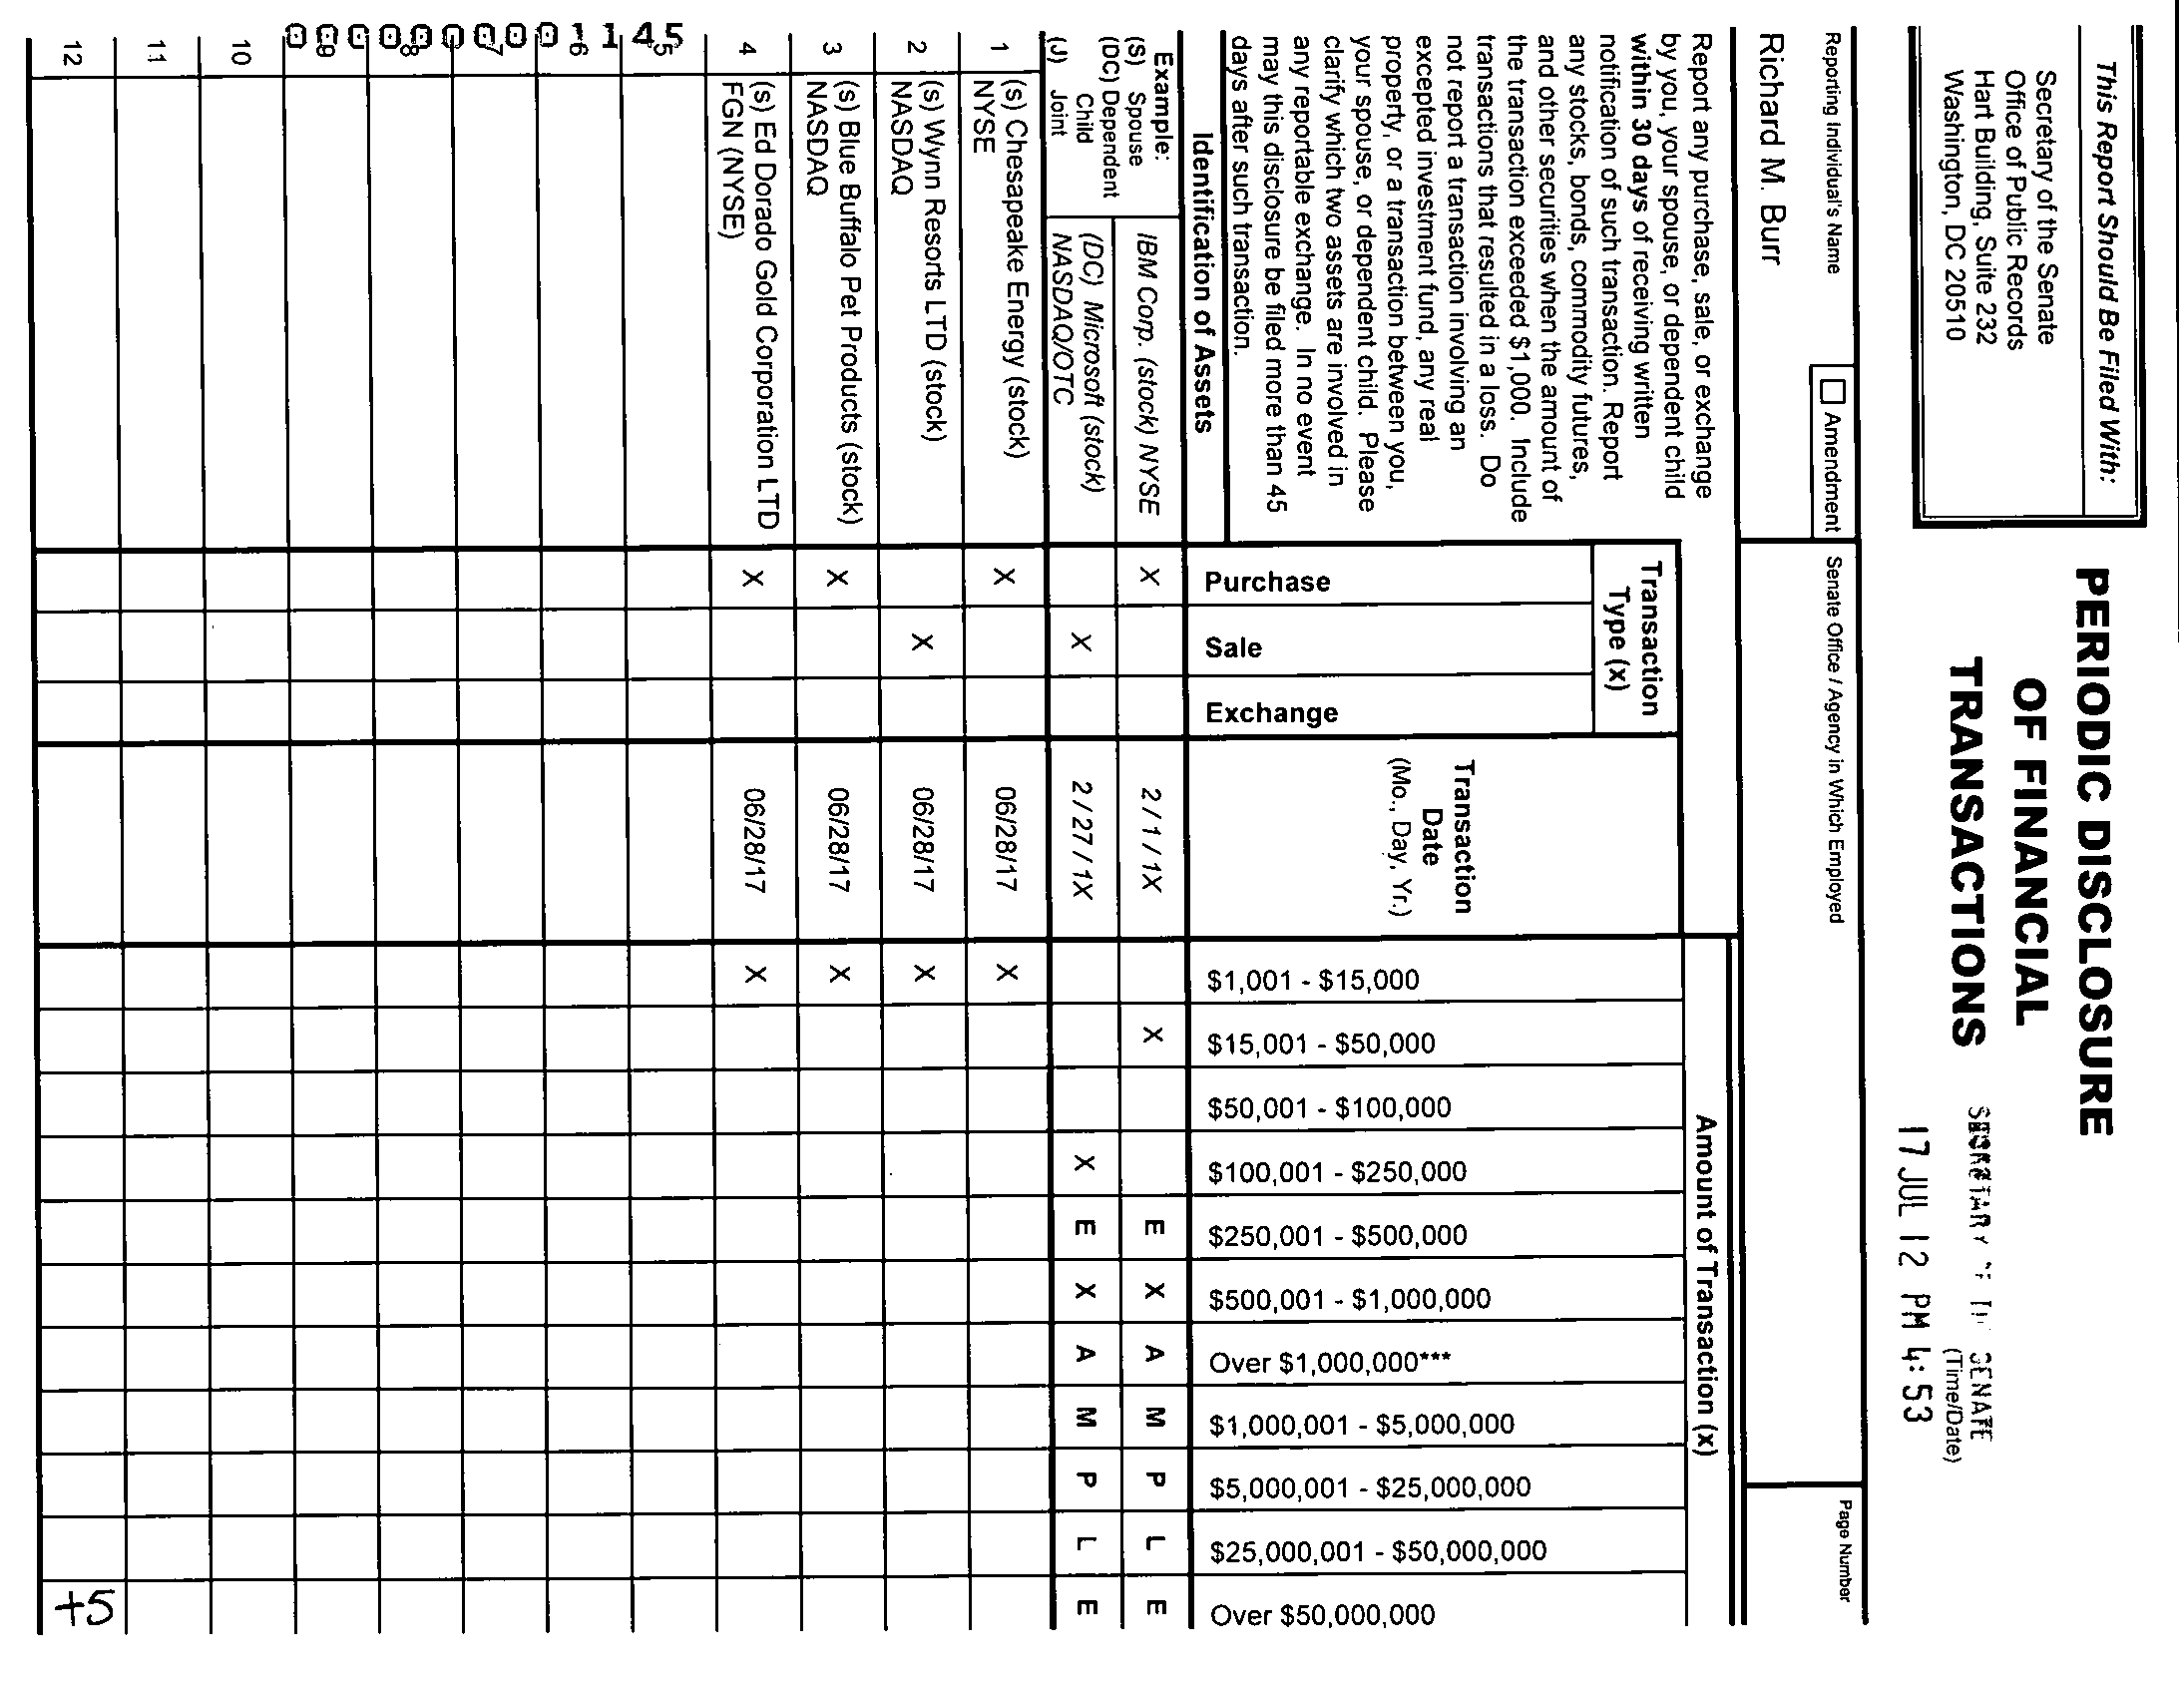 This Report Should Be Filed With:
Secretary of the Senate
Office of Public Records
Hart Building, Suite 232
Washington, DC 20510
PERIODIC DISCLOSURE
OF FINANCIAL
TRANSACTIONS
SENATE
(Time/Date)
17 JUL 12 PM 4:53
Reporting Individual's Name
Amendment
Senate Office / Agency in Which Employed
Page Number
Richard M. Burr
Report any purchase, sale, or exchange
by you, your spouse, or dependent child
within 30 days of receiving written
notification of such transaction. Report
any stocks, bonds, commodity futures,
and other securities when the amount of
the transaction exceeded $1,000. Include
transactions that resulted in a loss. Do
not report a transaction involving an
excepted investment fund, any real
property, or a transaction between you,
your spouse, or dependent child. Please
clarify which two assets are involved in
any reportable exchange. In no event
may this disclosure be filed more than 45
days after such transaction.
Transaction
Type (x)
Transaction
Date
(Mo., Day, Yr.)
Amount of Transaction (x)
Identification of Assets
Purchase
Sale
Exchange
$1,001 - $15,000
$15,001 - $50,000
$50,001 - $100,000
$100,001 - $250,000
$250,001 - $500,000
$500,001 - $1,000,000
Over $1,000,000***
$1,000,001 - $5,000,000
$5,000,001 - $25,000,000
$25,000,001 - $50,000,000
Over $50,000,000
Example:
(S) Spouse
(DC) Dependent
Child
(J) Joint
IBM Corp. (stock) NYSE X 2 / 1 / 1X X E X A M P L E
(DC) Microsoft (stock)
NASDAQ/OTC X 2 / 27 / 1X X E X A M P L E
1 (s) Chesapeake Energy (stock)
NYSE X 06/28/17 X
2 (s) Wynn Resorts LTD (stock)
NASDAQ X 06/28/17 X
3 (s) Blue Buffalo Pet Products (stock)
NASDAQ X 06/28/17 X
4 (s) Ed Dorado Gold Corporation LTD
FGN (NYSE) X 06/28/17 X
5
6
7
8
9
10
11
12
+5